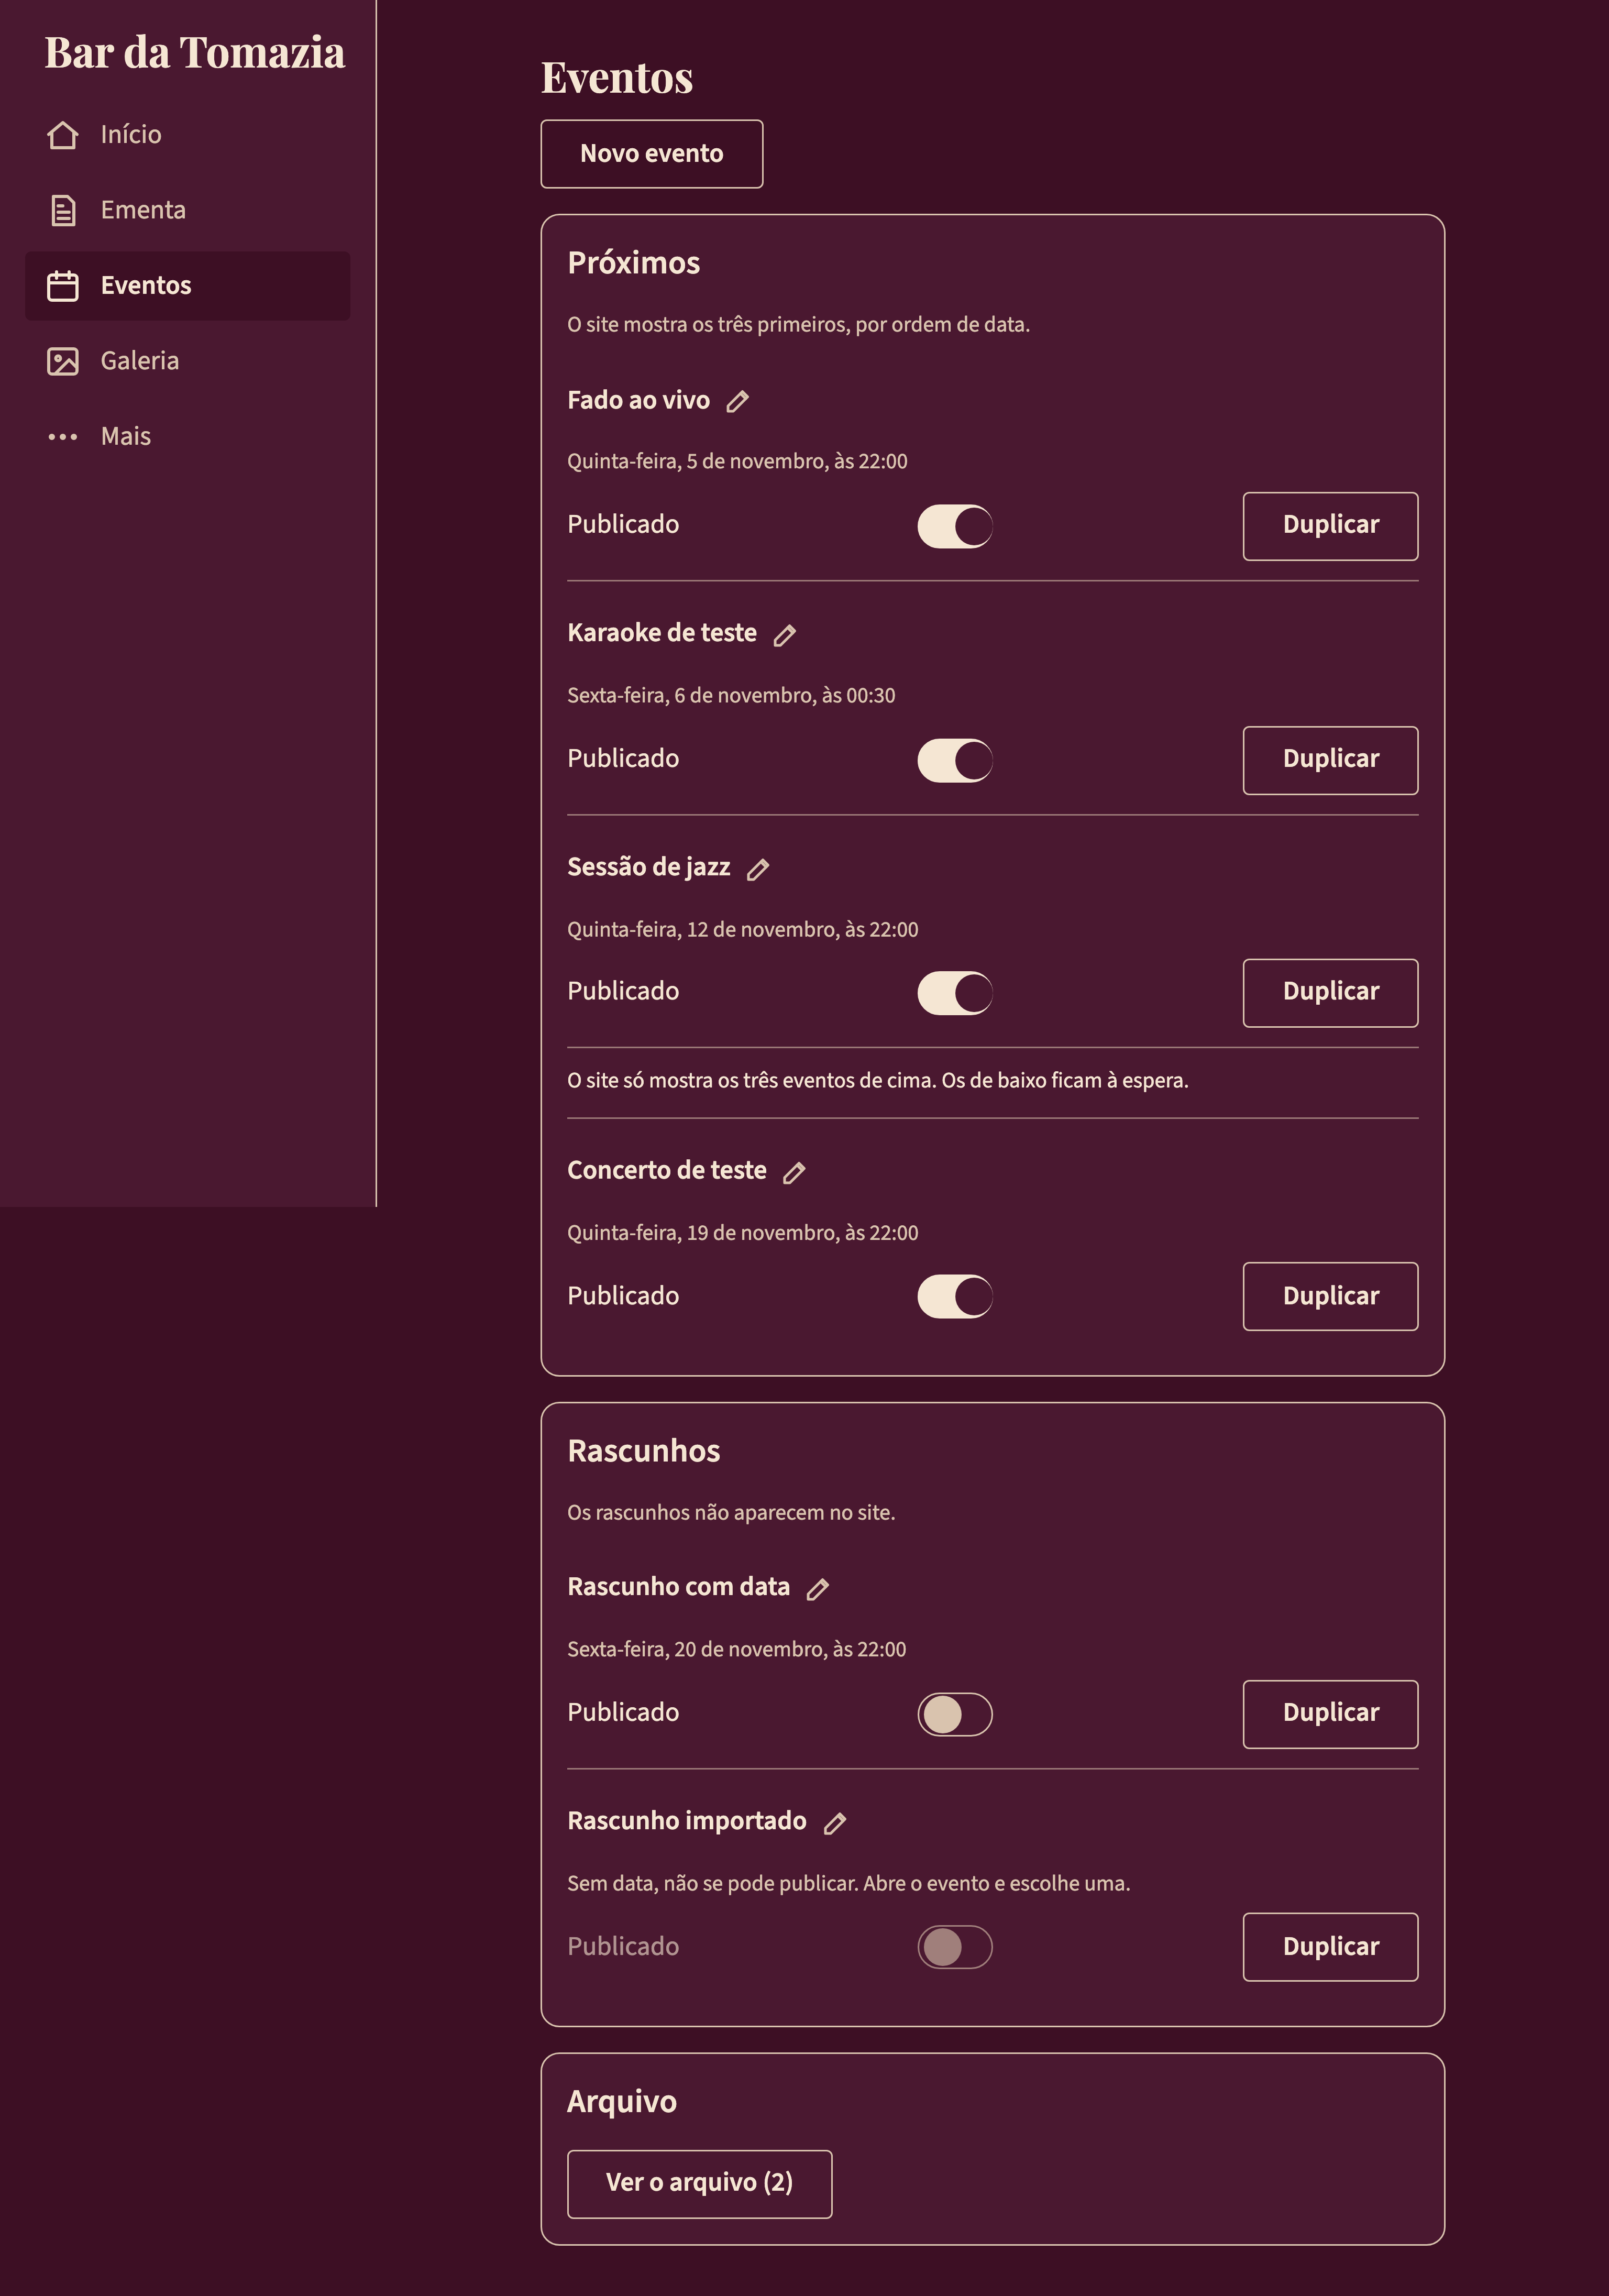 Bar da Tomazia
Início
Ementa
Eventos
Galeria
Mais
Eventos
Novo evento
Próximos
O site mostra os três primeiros, por ordem de data.
Fado ao vivo
Quinta-feira, 5 de novembro, às 22:00
Publicado
Duplicar
Karaoke de teste
Sexta-feira, 6 de novembro, às 00:30
Publicado
Duplicar
Sessão de jazz
Quinta-feira, 12 de novembro, às 22:00
Publicado
Duplicar
O site só mostra os três eventos de cima. Os de baixo ficam à espera.
Concerto de teste
Quinta-feira, 19 de novembro, às 22:00
Publicado
Duplicar
Rascunhos
Os rascunhos não aparecem no site.
Rascunho com data
Sexta-feira, 20 de novembro, às 22:00
Publicado
Duplicar
Rascunho importado
Sem data, não se pode publicar. Abre o evento e escolhe uma.
Publicado
Duplicar
Arquivo
Ver o arquivo (2)